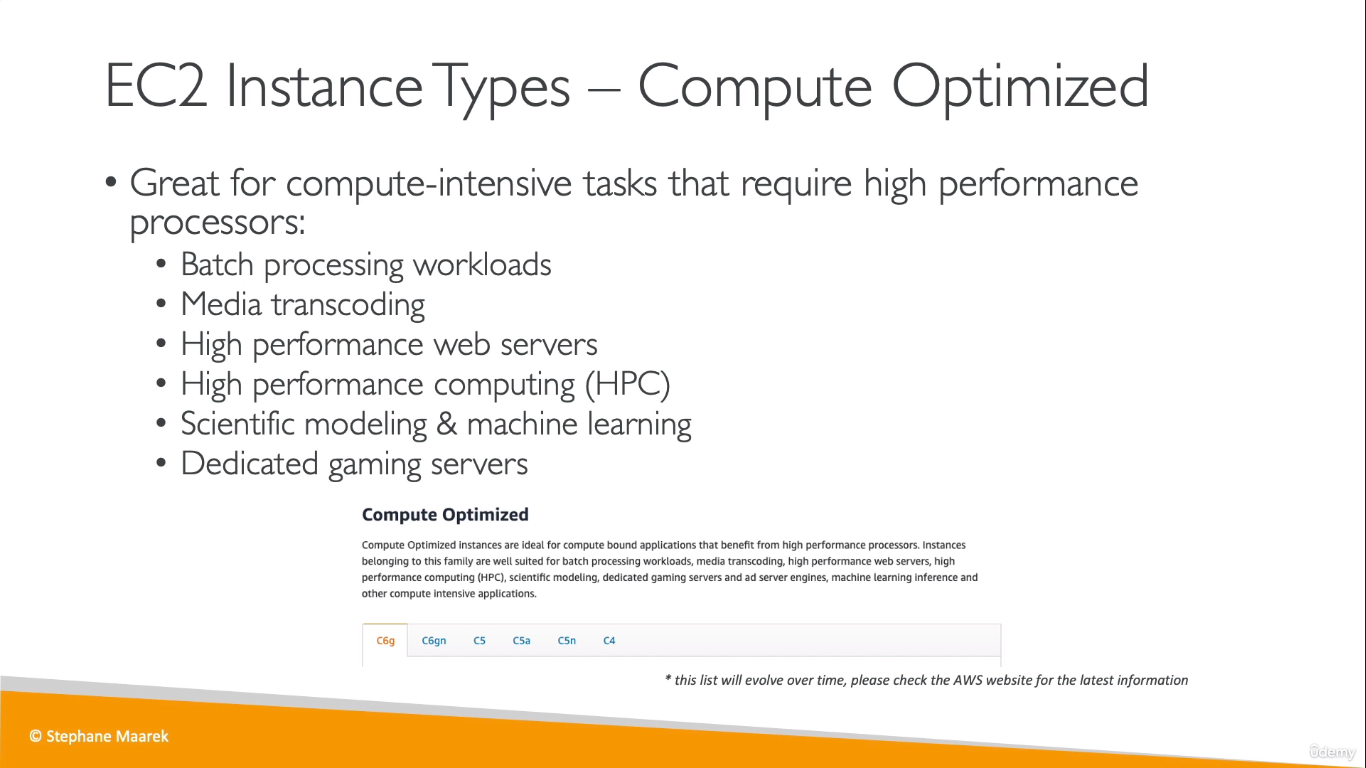 EC2 Instance Types – Compute Optimized
• Great for compute-intensive tasks that require high performance
processors:
• Batch processing workloads
• Media transcoding
• High performance web servers
• High performance computing (HPC)
• Scientific modeling & machine learning
• Dedicated gaming servers
Compute Optimized
Compute Optimized instances are ideal for compute bound applications that benefit from high performance processors. Instances
belonging to this family are well suited for batch processing workloads, media transcoding, high performance web servers, high
performance computing (HPC), scientific modeling, dedicated gaming servers and ad server engines, machine learning inference and
other compute intensive applications.
C6g C6gn C5 C5a C5n C4
* this list will evolve over time, please check the AWS website for the latest information
© Stephane Maarek
ûdemy